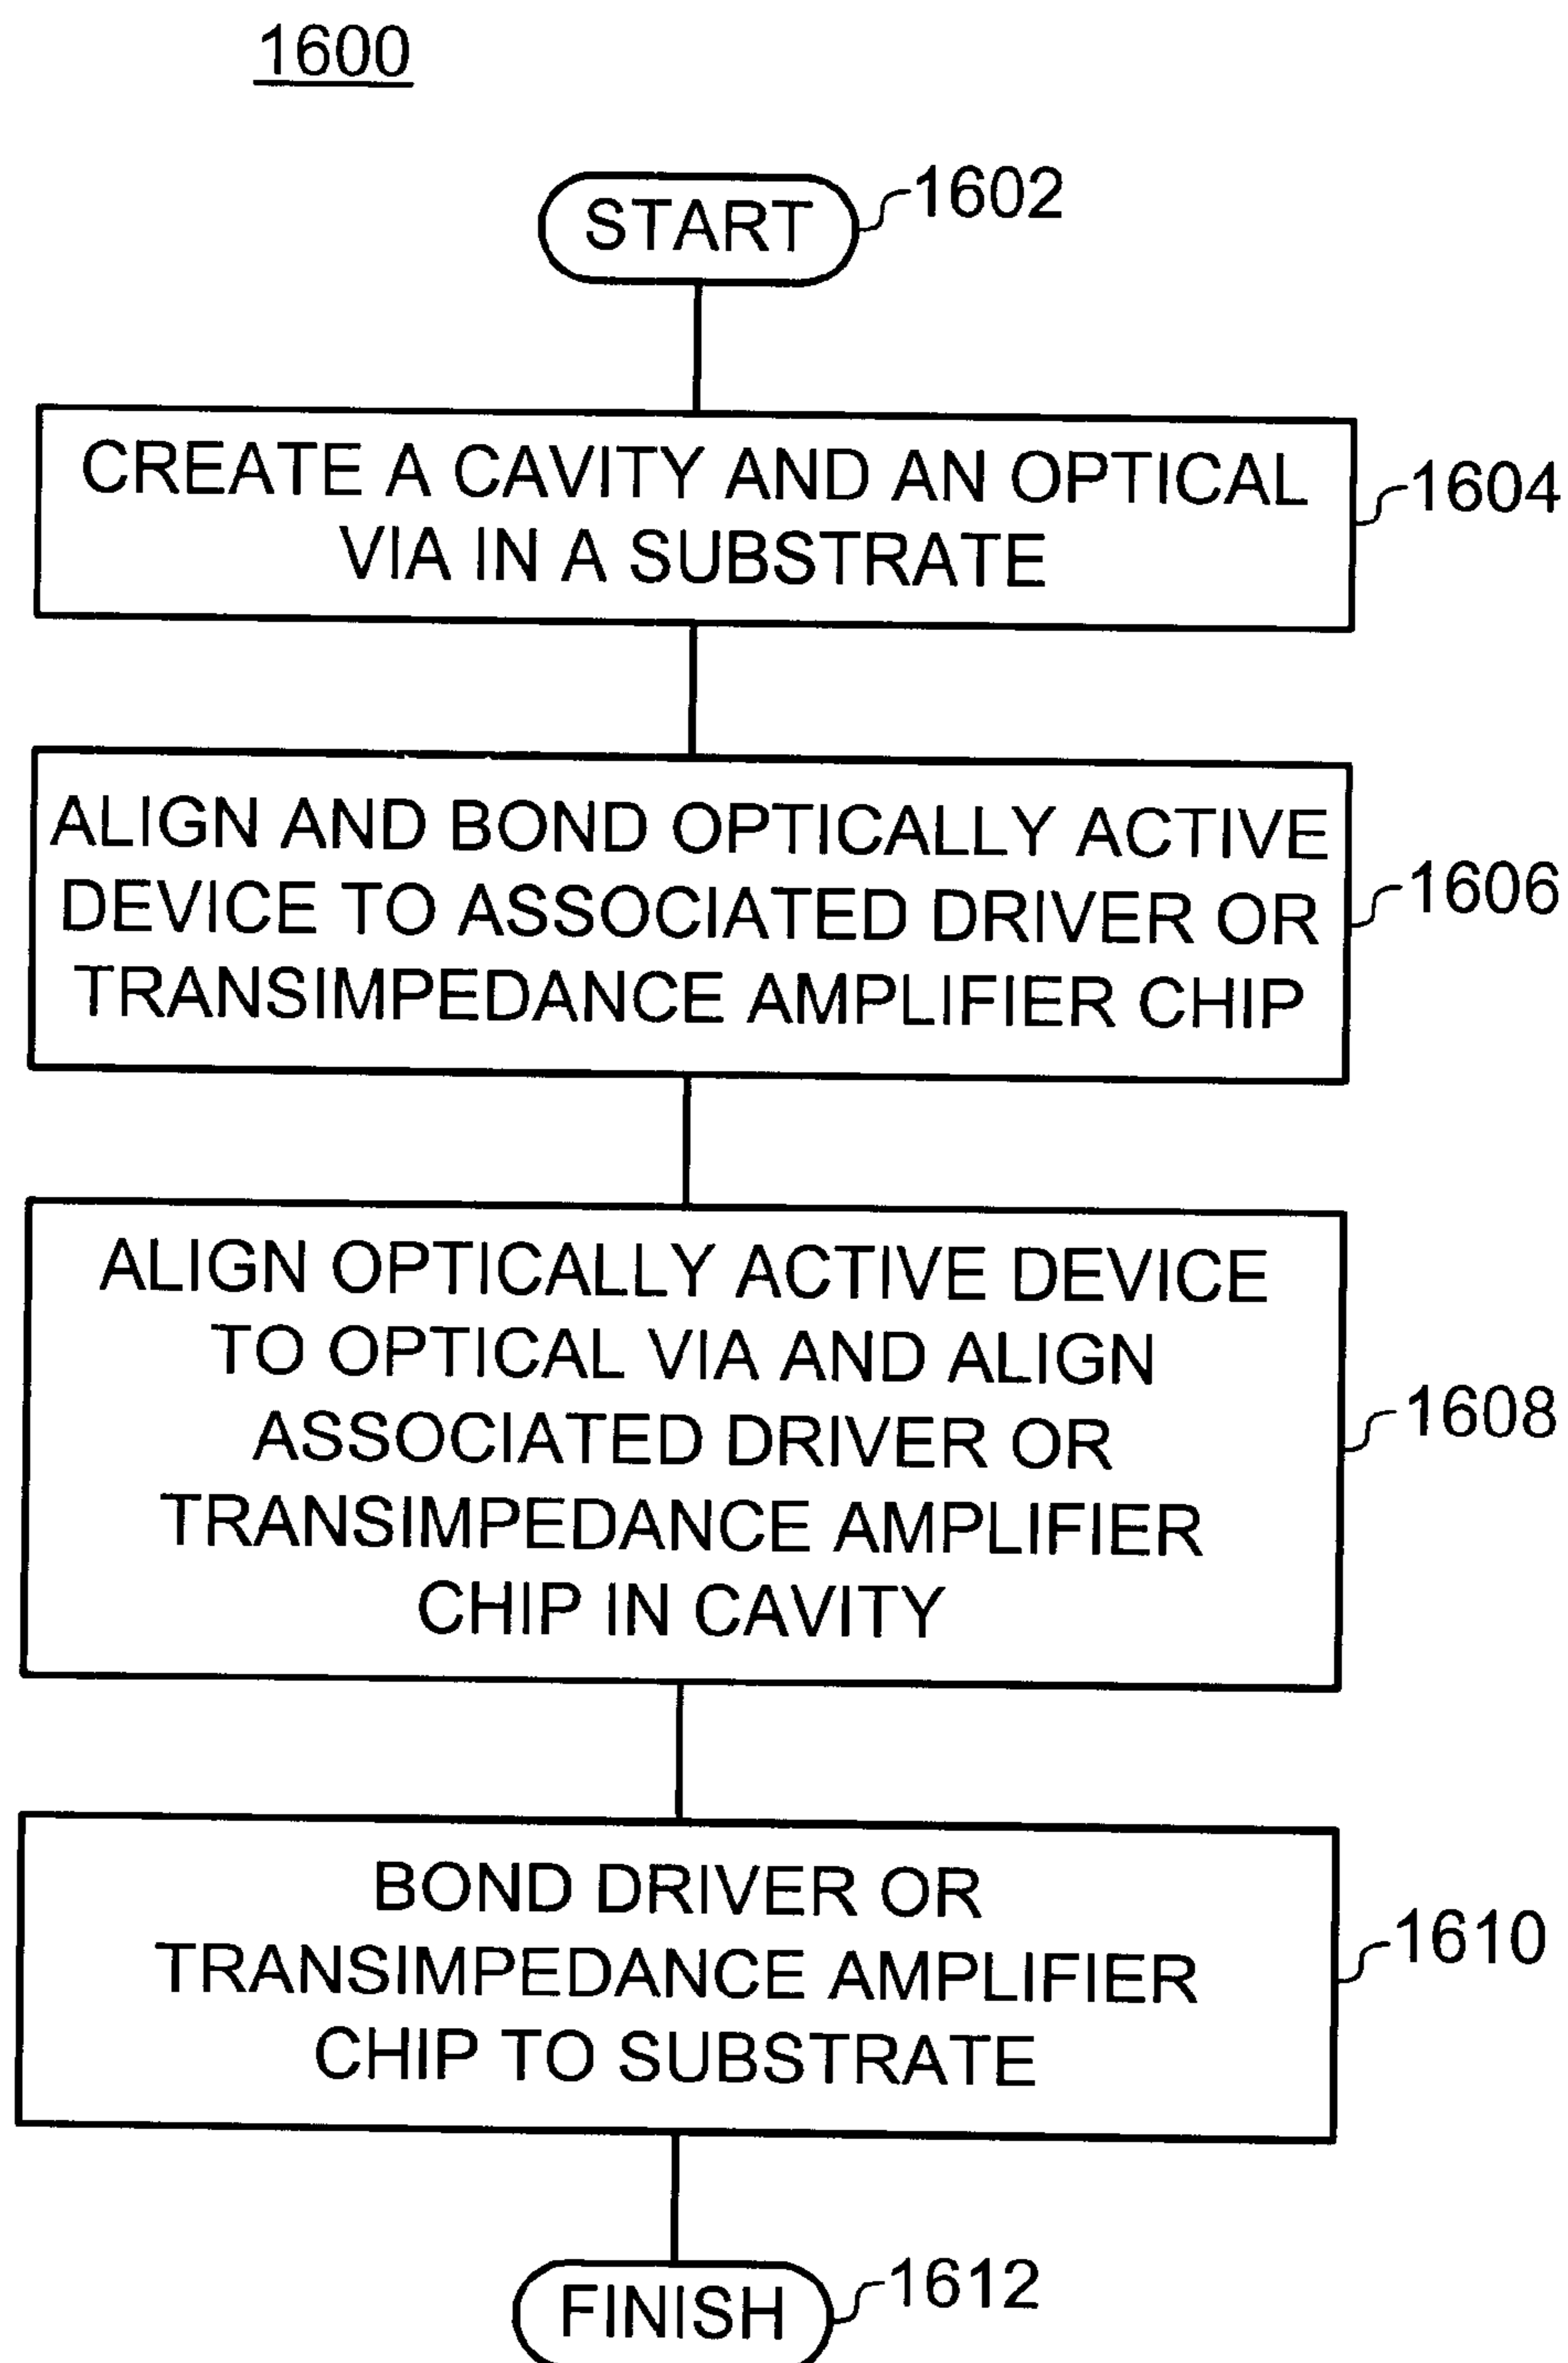 1600
START
1602
CREATE A CAVITY AND AN OPTICAL
VIA IN A SUBSTRATE
1604
ALIGN AND BOND OPTICALLY ACTIVE
DEVICE TO ASSOCIATED DRIVER OR
TRANSIMPEDANCE AMPLIFIER CHIP
1606
ALIGN OPTICALLY ACTIVE DEVICE
TO OPTICAL VIA AND ALIGN
ASSOCIATED DRIVER OR
TRANSIMPEDANCE AMPLIFIER
CHIP IN CAVITY
1608
BOND DRIVER OR
TRANSIMPEDANCE AMPLIFIER
CHIP TO SUBSTRATE
1610
FINISH
1612